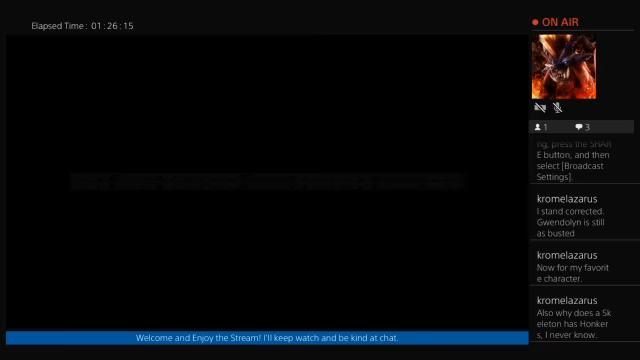 Elapsed Time : 01:26:15
ON AIR
1
3
ng, press the SHAR
E button, and then
select [Broadcast
Settings].
kromelazarus
I stand corrected.
Gwendolyn is still
as busted
kromelazarus
Now for my favorit
e character.
kromelazarus
Also why does a Sk
eleton has Honker
s, I never know.
Welcome and Enjoy the Stream! I'll keep watch and be kind at chat.